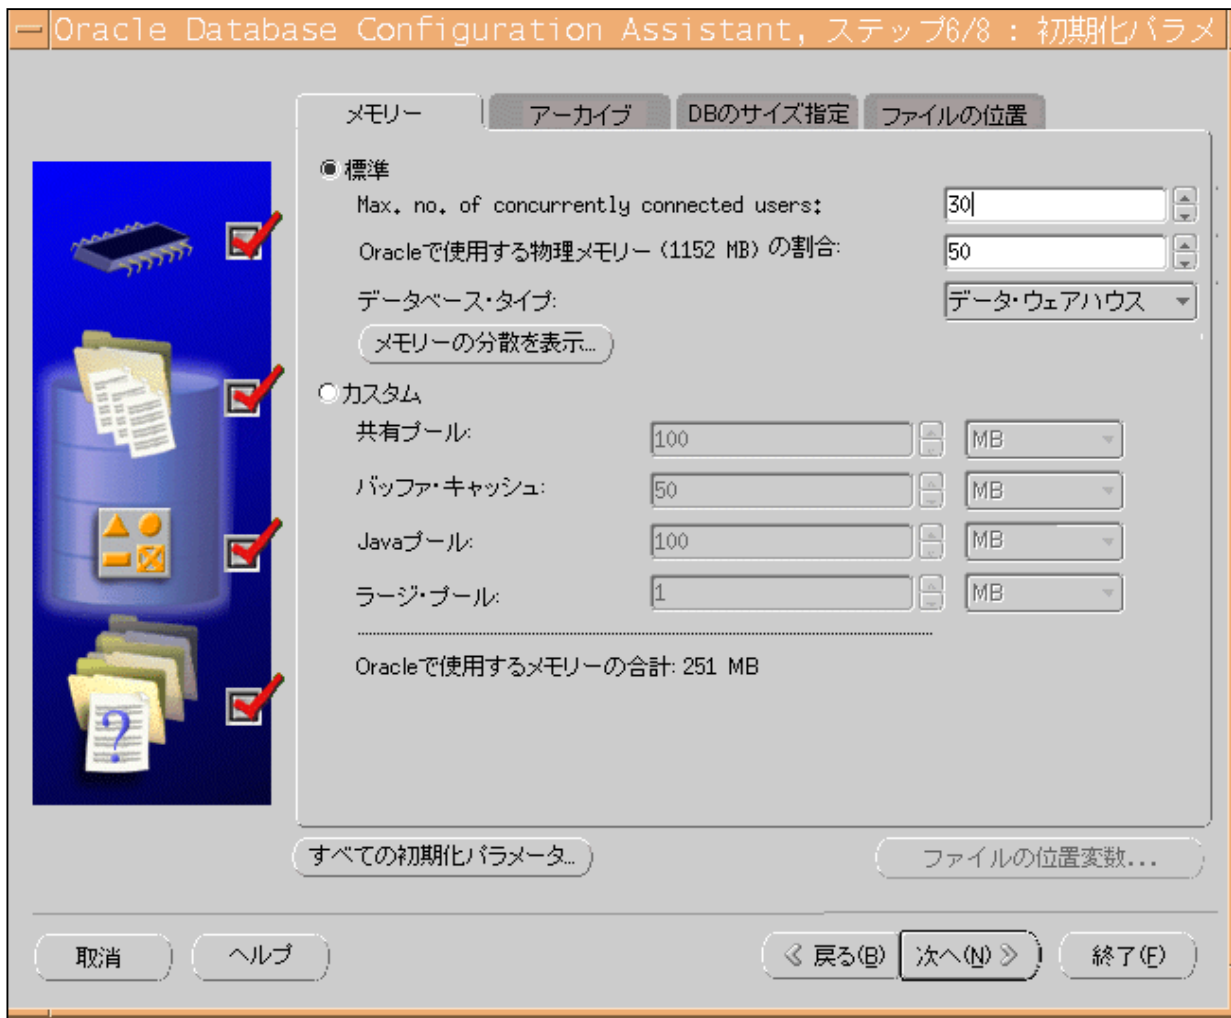 Oracle Database Configuration Assistant, ステップ6/8 : 初期化パラメ
メモリー アーカイブ DBのサイズ指定 ファイルの位置
標準
Max. no. of concurrently connected users: 30
Oracleで使用する物理メモリー (1152 MB) の割合: 50
データベース・タイプ: データ・ウェアハウス
メモリーの分散を表示...
カスタム
共有プール: 100 MB
バッファ・キャッシュ: 50 MB
Javaプール: 100 MB
ラージ・プール: 1 MB
Oracleで使用するメモリーの合計: 251 MB
?
すべての初期化パラメータ... ファイルの位置変数...
取消 ヘルプ 戻る(B) 次へ(N) 終了(F)